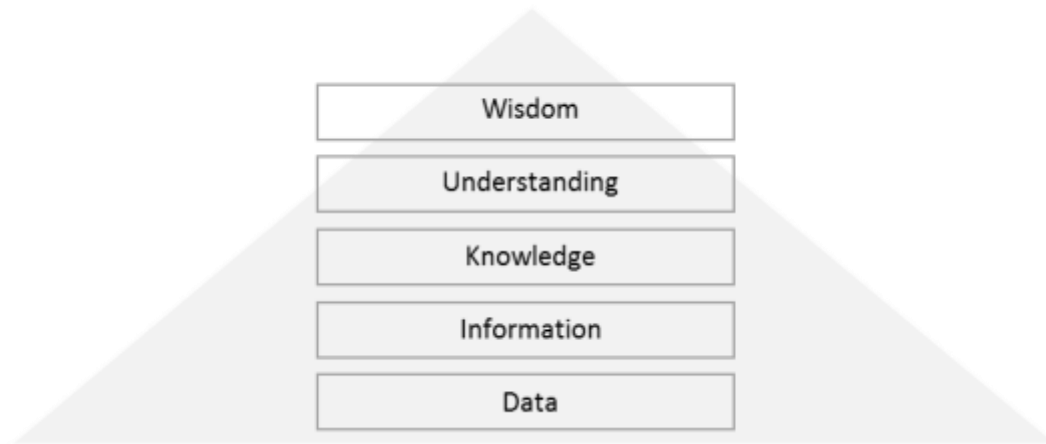 Wisdom
Understanding
Knowledge
Information
Data